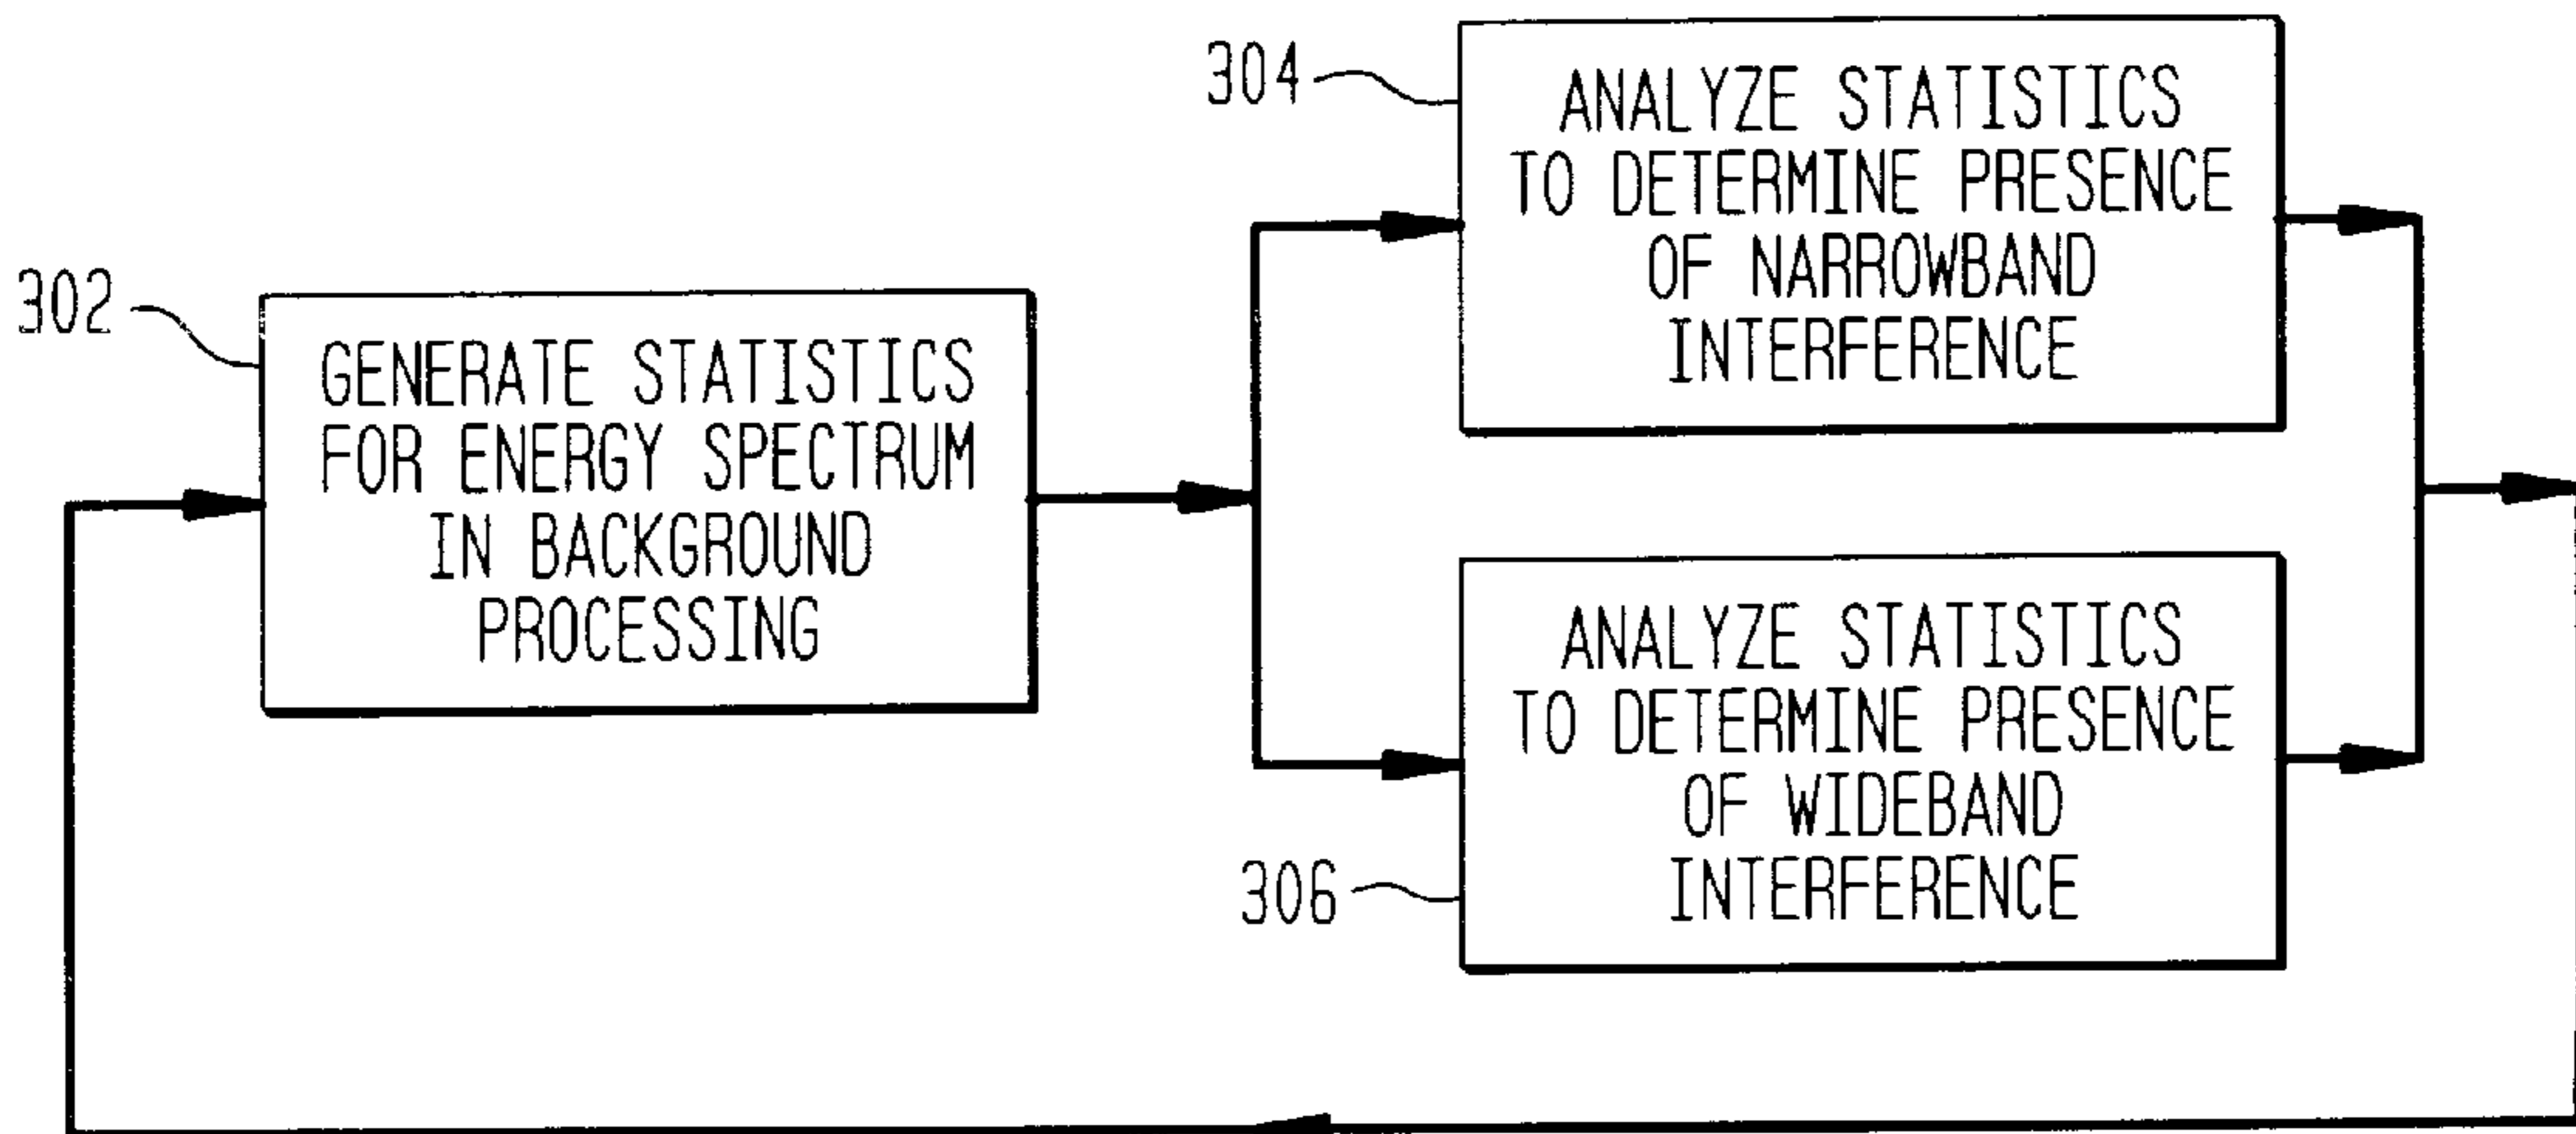 302
GENERATE STATISTICS
FOR ENERGY SPECTRUM
IN BACKGROUND
PROCESSING
304
ANALYZE STATISTICS
TO DETERMINE PRESENCE
OF NARROWBAND
INTERFERENCE
306
ANALYZE STATISTICS
TO DETERMINE PRESENCE
OF WIDEBAND
INTERFERENCE